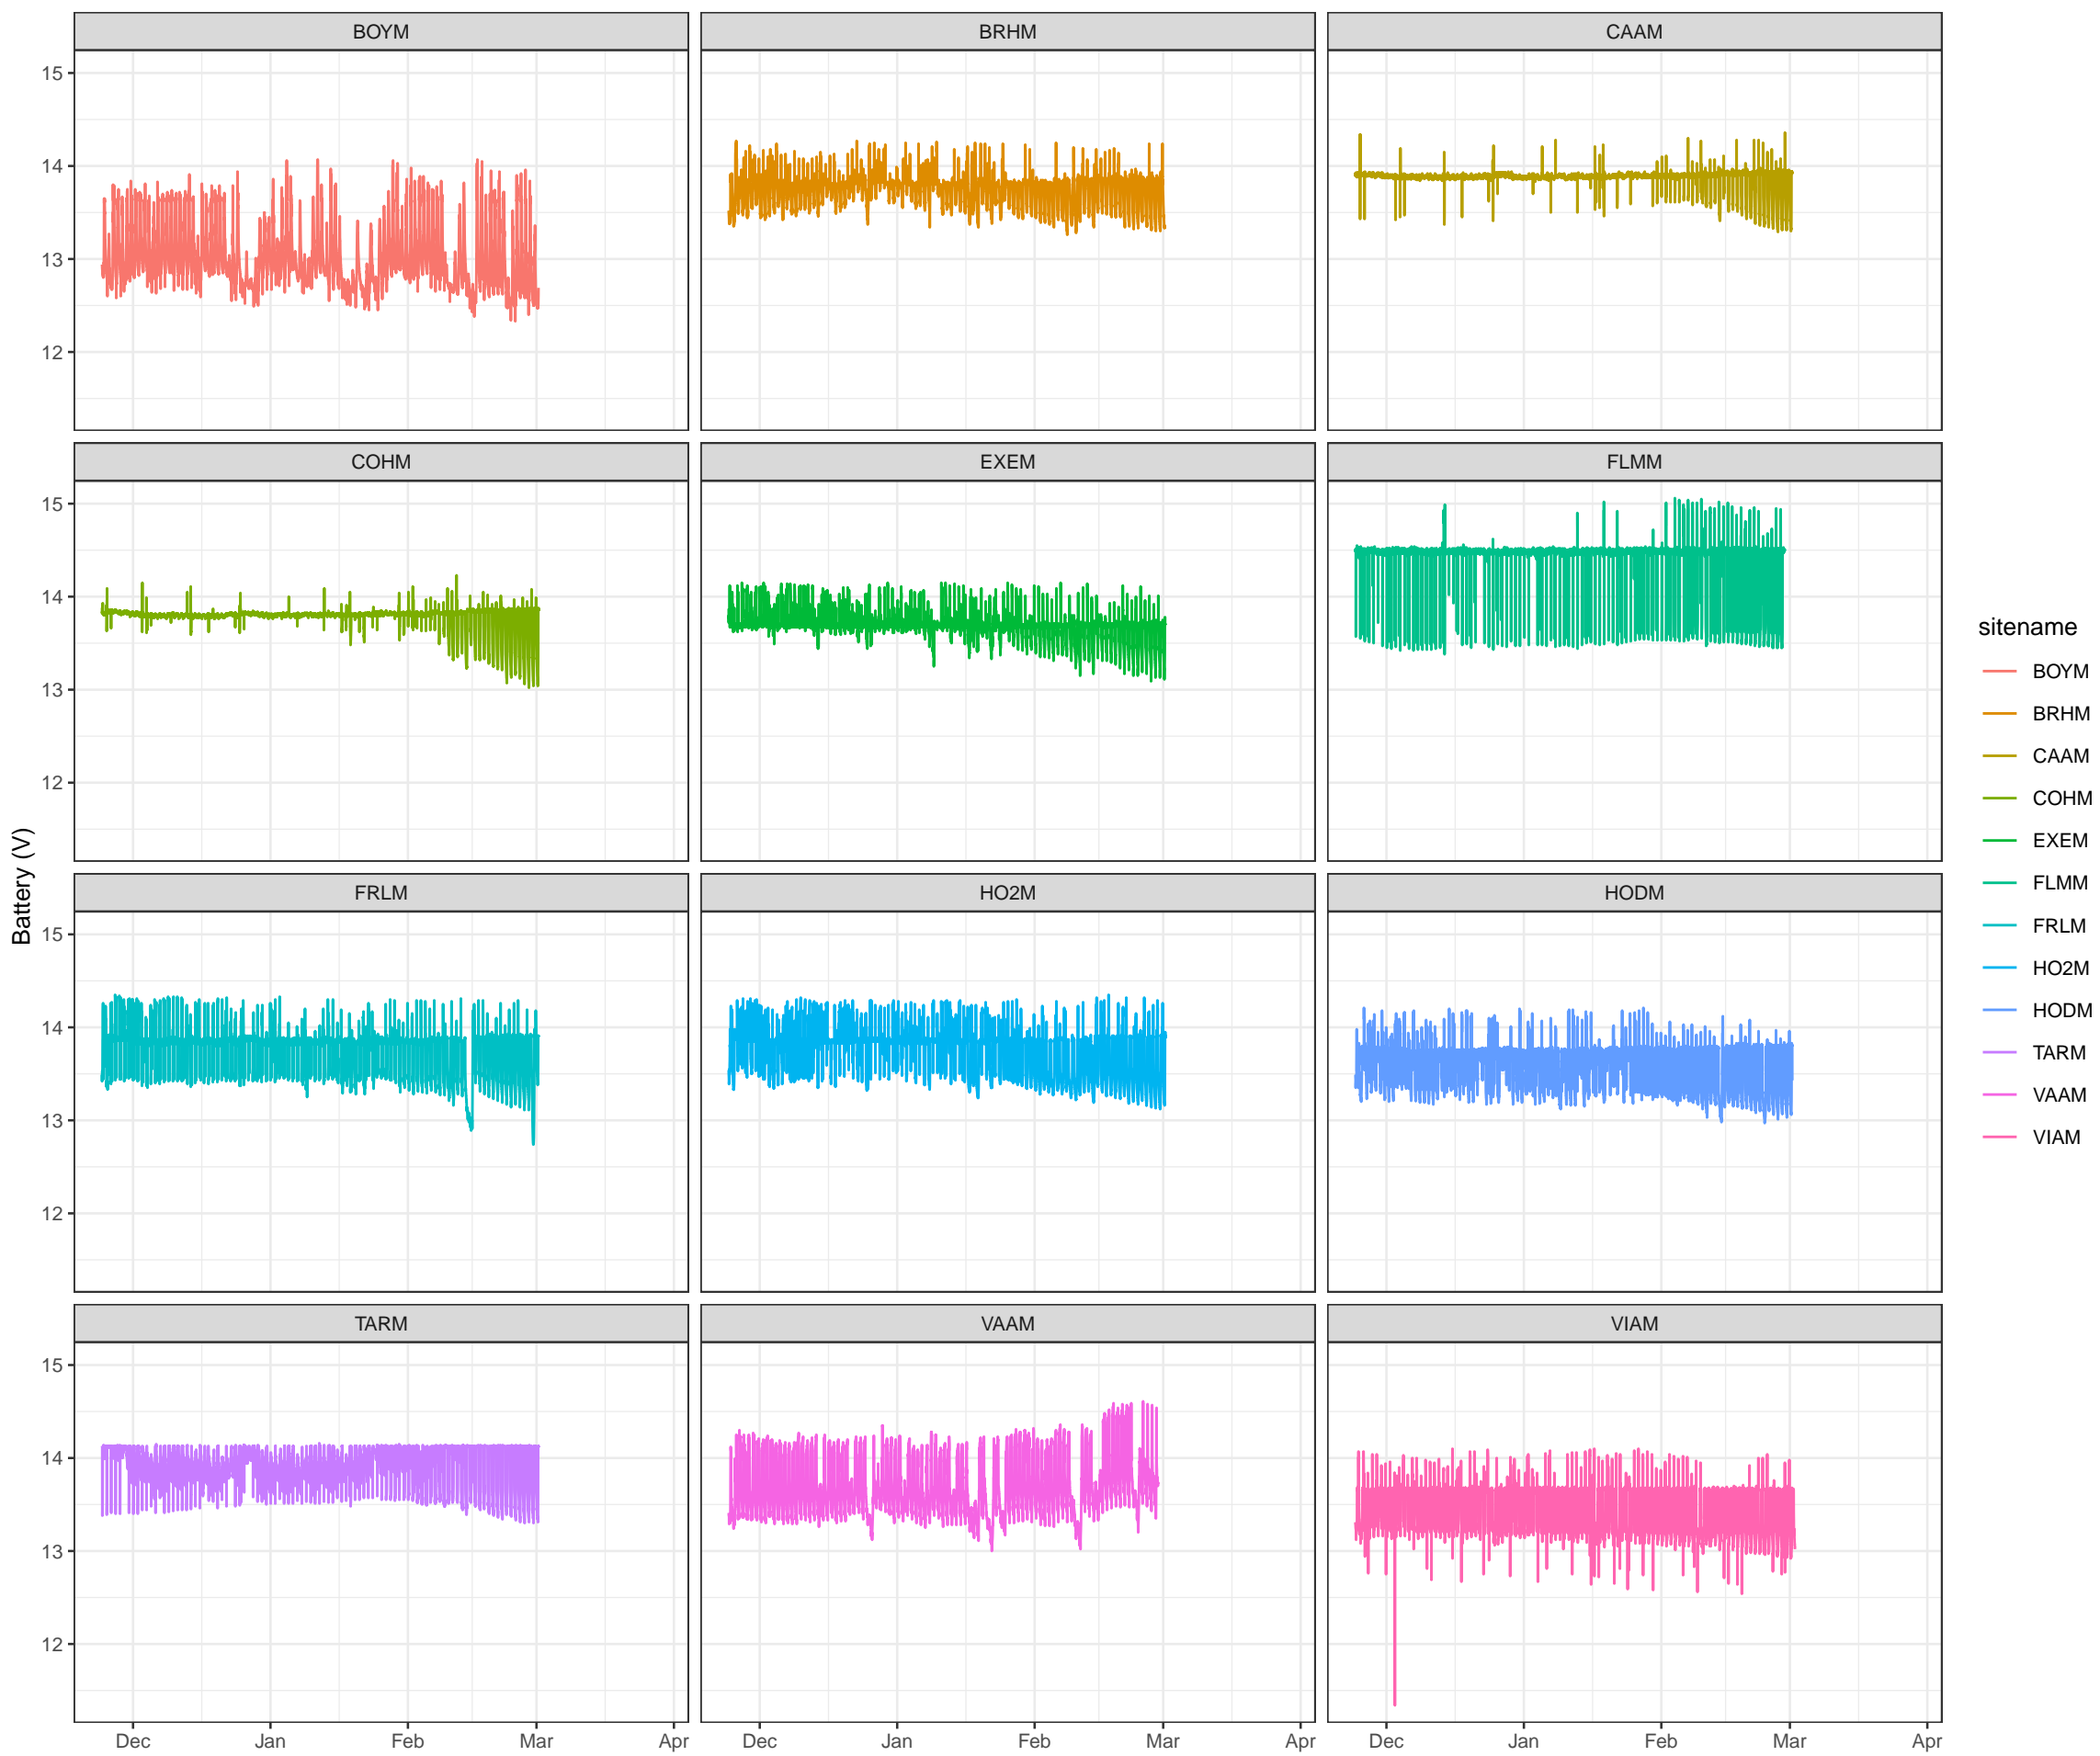 BOYM BRHM CAAM
15
14
13
12
COHM EXEM FLMM
15
14
13
12
FRLM HO2M HODM
15
14
13
12
TARM VAAM VIAM
15
14
13
12
Dec Jan Feb Mar Apr Dec Jan Feb Mar Apr Dec Jan Feb Mar Apr
Battery (V)
sitename
BOYM
BRHM
CAAM
COHM
EXEM
FLMM
FRLM
HO2M
HODM
TARM
VAAM
VIAM